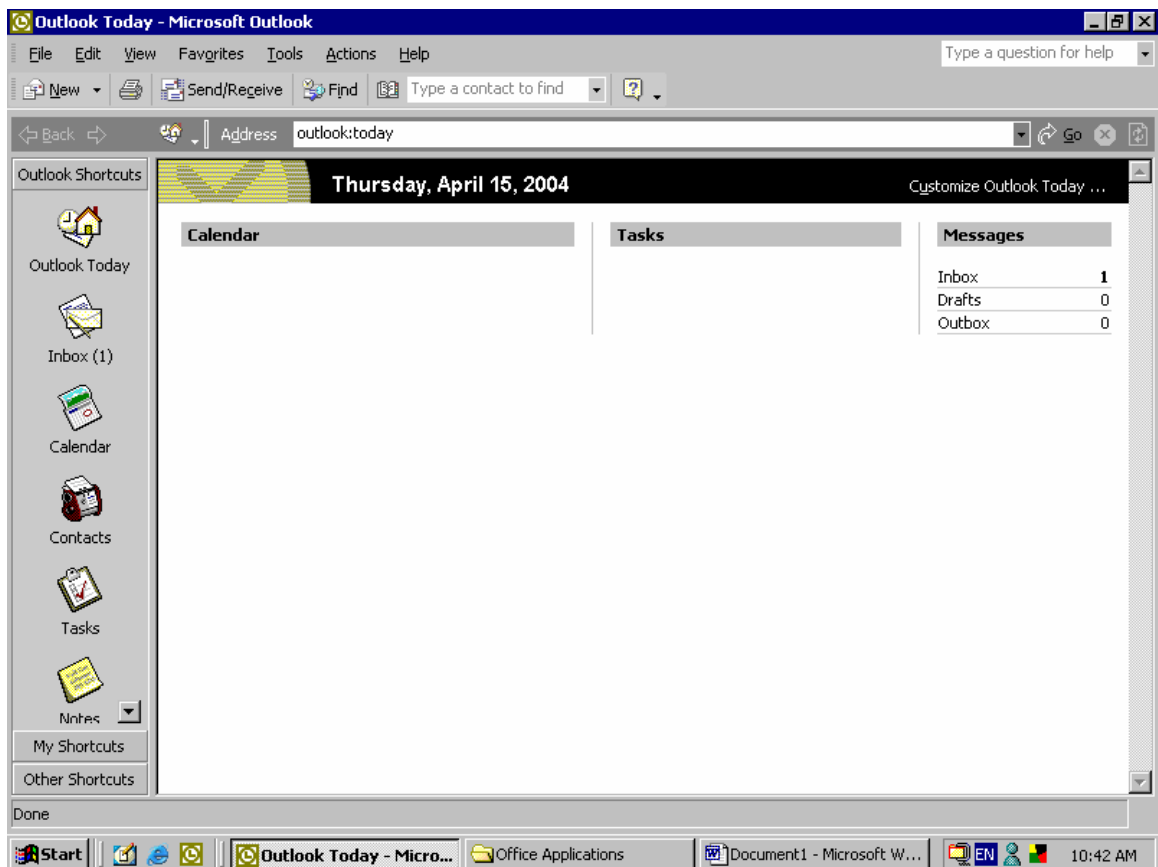 Outlook Today - Microsoft Outlook
File Edit View Favorites Tools Actions Help Type a question for help
New Send/Receive Find Type a contact to find
Back Address outlook:today Go
Outlook Shortcuts
Thursday, April 15, 2004 Customize Outlook Today ...
Calendar Tasks Messages
Outlook Today
Inbox 1
Drafts 0
Outbox 0
Inbox (1)
Calendar
Contacts
Tasks
Notes
My Shortcuts
Other Shortcuts
Done
Start Outlook Today - Micro... Office Applications Document1 - Microsoft W... EN 10:42 AM